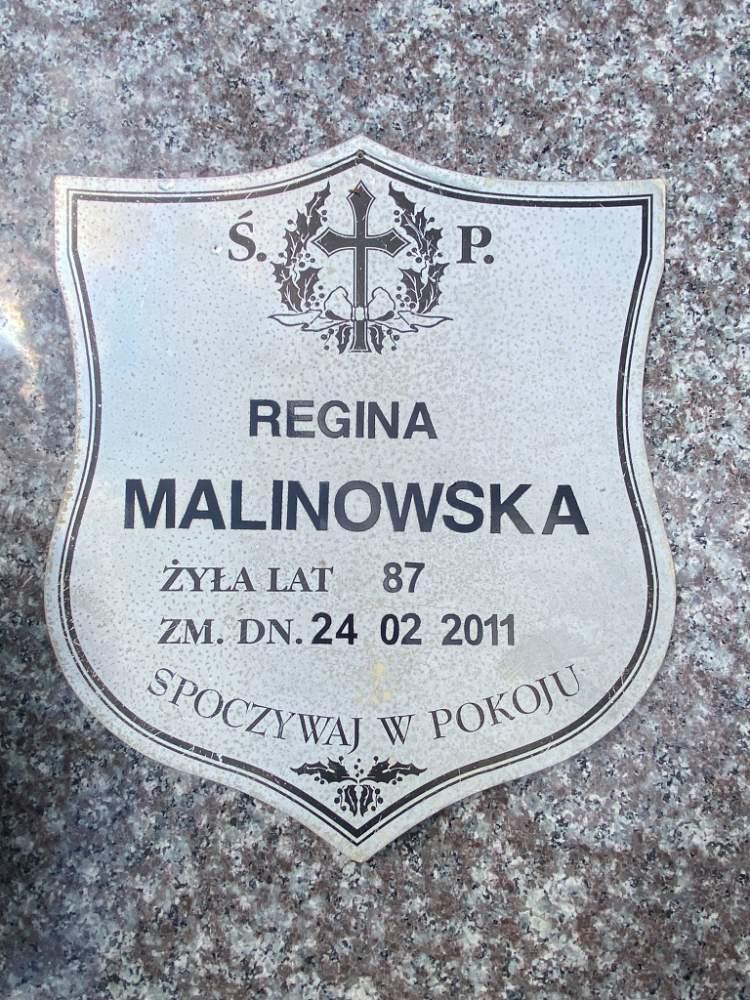 Ś. P.
REGINA
MALINOWSKA
ŻYŁA LAT 87
ZM. DN. 24 02 2011
SPOCZYWAJ W POKOJU